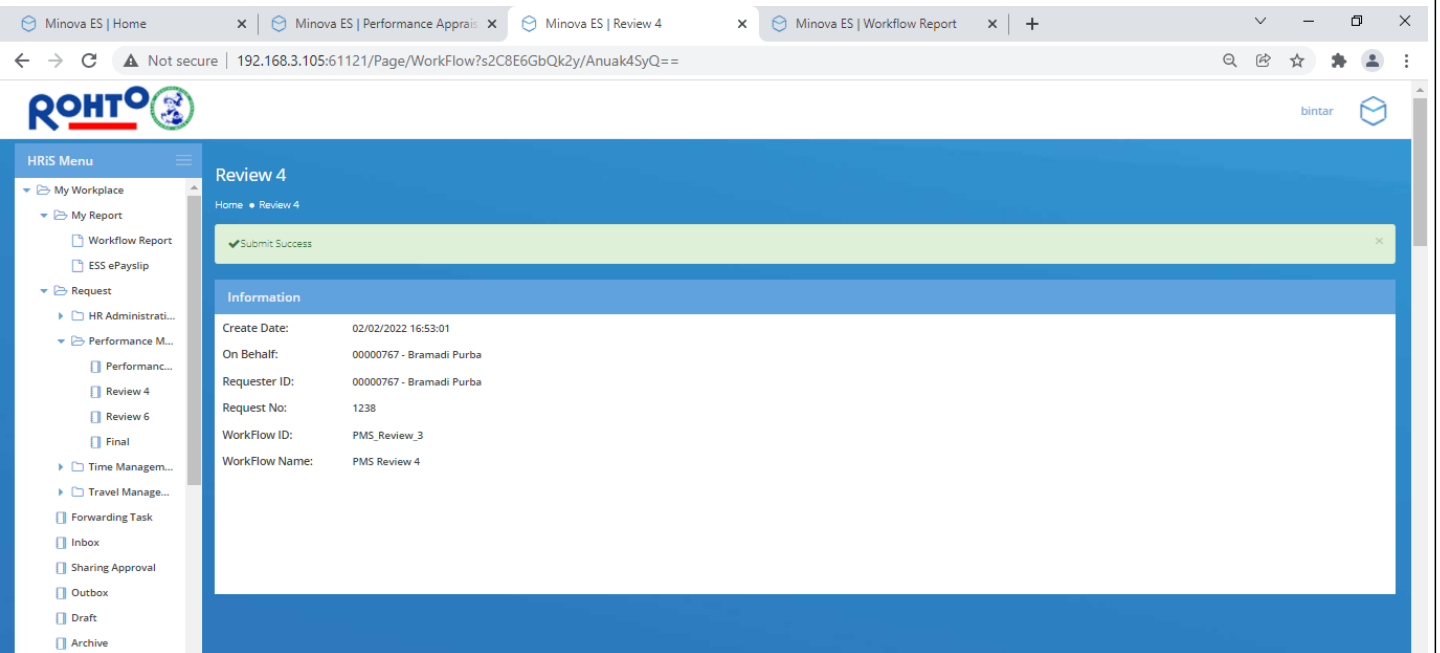 Minova ES | Home
Minova ES | Performance Apprais
Minova ES | Review 4
Minova ES | Workflow Report
Not secure | 192.168.3.105:61121/Page/WorkFlow?s2C8E6GbQk2y/Anuak4SyQ==
ROHTO
bintar
HRiS Menu
My Workplace
My Report
Workflow Report
ESS ePayslip
Request
HR Administrati...
Performance M...
Performanc...
Review 4
Review 6
Final
Time Managem...
Travel Manage...
Forwarding Task
Inbox
Sharing Approval
Outbox
Draft
Archive
Review 4
Home • Review 4
Submit Success
Information
Create Date: 02/02/2022 16:53:01
On Behalf: 00000767 - Bramadi Purba
Requester ID: 00000767 - Bramadi Purba
Request No: 1238
WorkFlow ID: PMS_Review_3
WorkFlow Name: PMS Review 4